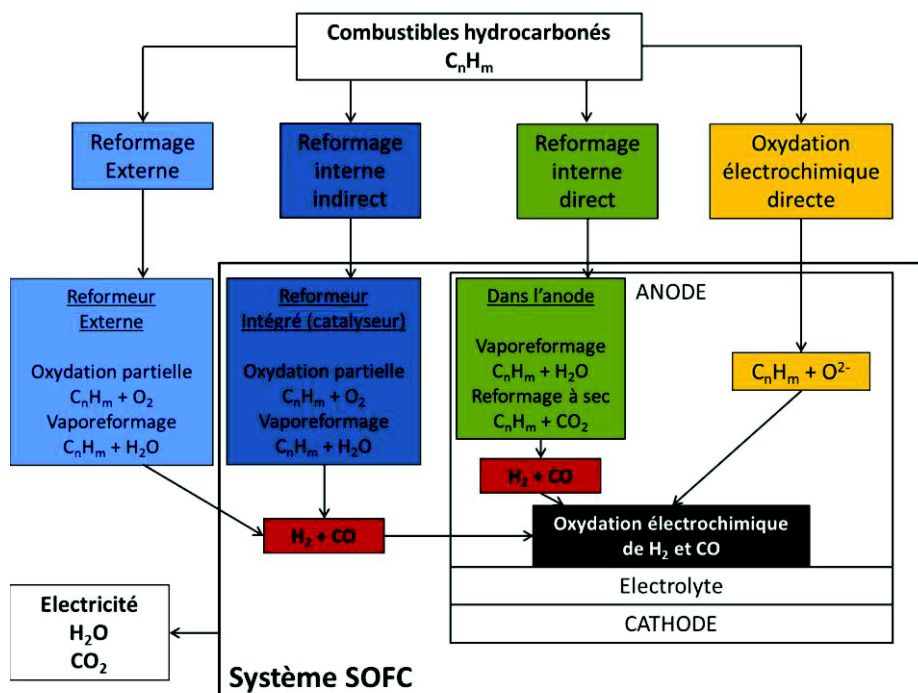 Combustibles hydrocarbonés
CₙHₘ
Reformage
Externe
Reformage
interne
indirect
Reformage
interne
direct
Oxydation
électrochimique
directe
Reformeur
Externe
Oxydation partielle
CₙHₘ + O₂
Vaporeformage
CₙHₘ + H₂O
Reformeur
Intégré (catalyseur)
Oxydation partielle
CₙHₘ + O₂
Vaporeformage
CₙHₘ + H₂O
Dans l'anode
Vaporeformage
CₙHₘ + H₂O
Reformage à sec
CₙHₘ + CO₂
ANODE
CₙHₘ + O²⁻
H₂ + CO
H₂ + CO
Oxydation électrochimique
de H₂ et CO
Electrolyte
CATHODE
Electricité
H₂O
CO₂
Système SOFC